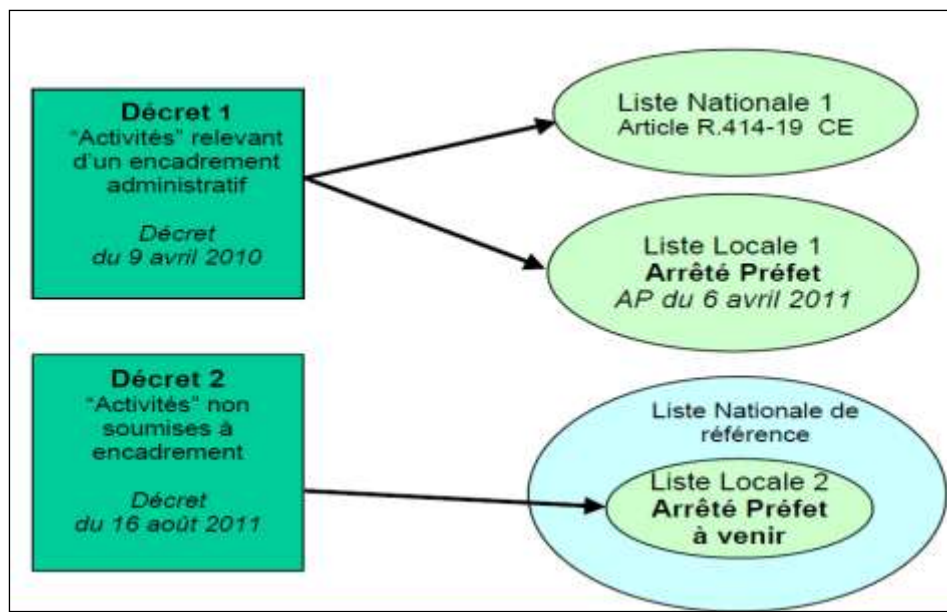 Décret 1
"Activités" relevant
d'un encadrement
administratif
Décret
du 9 avril 2010
Liste Nationale 1
Article R.414-19 CE
Liste Locale 1
Arrêté Préfet
AP du 6 avril 2011
Décret 2
"Activités" non
soumises à
encadrement
Décret
du 16 août 2011
Liste Nationale de
référence
Liste Locale 2
Arrêté Préfet
à venir